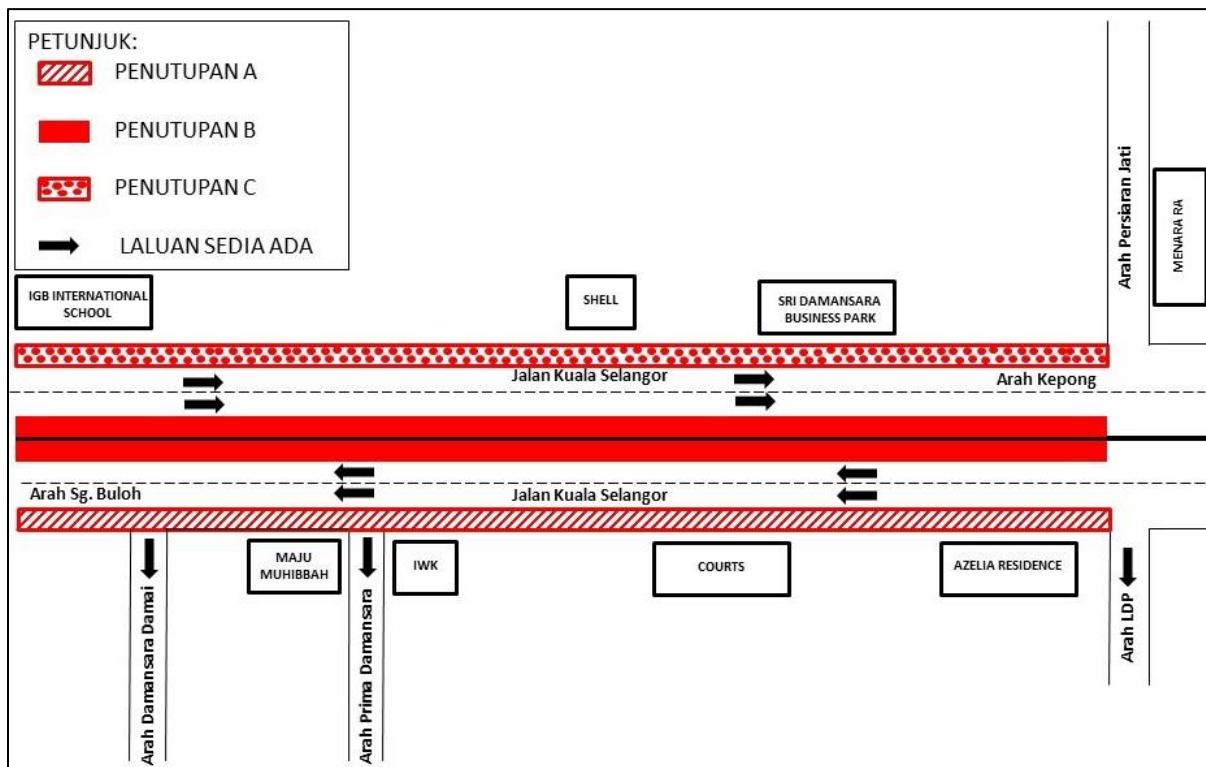 PETUNJUK:
PENUTUPAN A
PENUTUPAN B
PENUTUPAN C
LALUAN SEDIA ADA
Arah Persiaran Jati
MENARA RA
IGB INTERNATIONAL
SCHOOL
SHELL
SRI DAMANSARA
BUSINESS PARK
Jalan Kuala Selangor
Arah Kepong
Arah Sg. Buloh
Jalan Kuala Selangor
MAJU
MUHIBBAH
IWK
COURTS
AZELIA RESIDENCE
Arah Damansara Damai
Arah Prima Damansara
Arah LDP